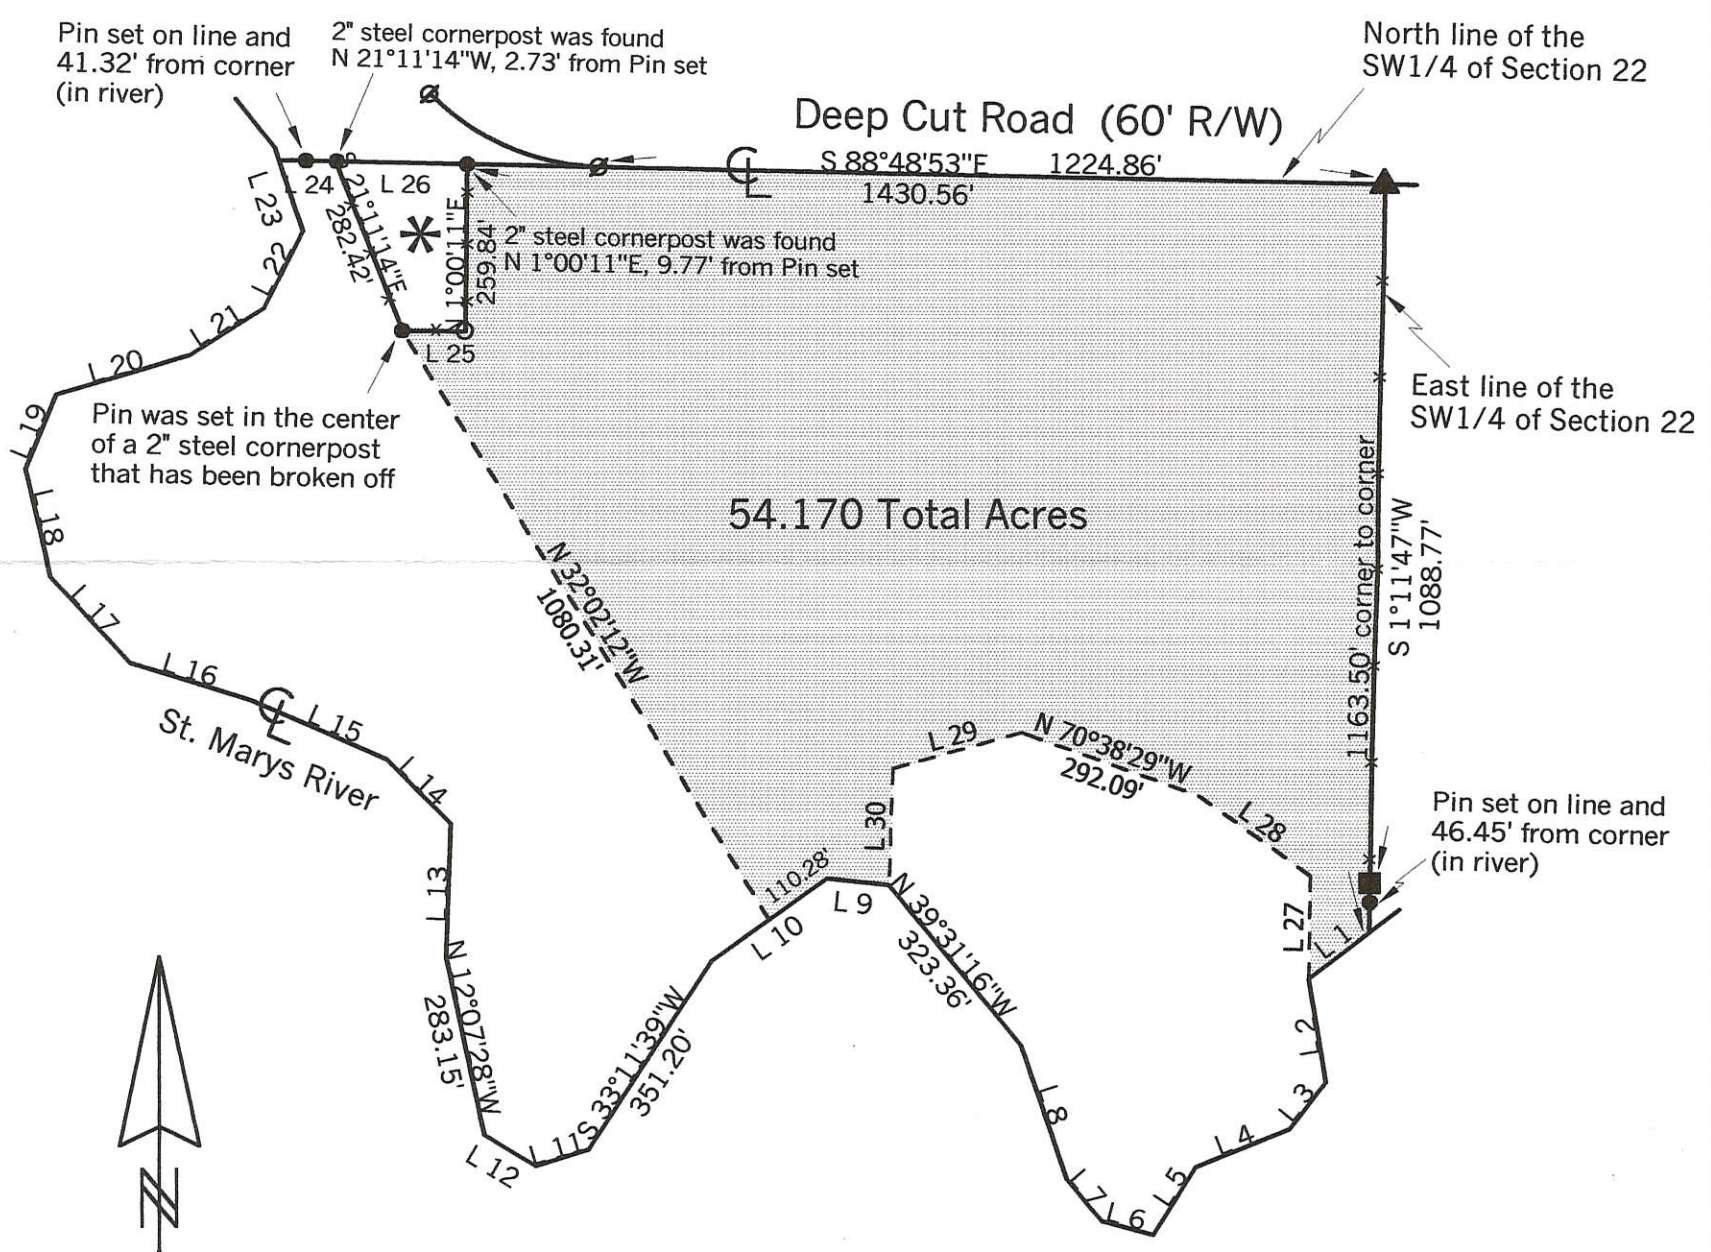 Pin set on line and
41.32' from corner
(in river)
2" steel cornerpost was found
N 21°11'14"W, 2.73' from Pin set
North line of the
SW1/4 of Section 22
Deep Cut Road (60' R/W)
S 88°48'53"E 1224.86'
1430.56'
CL
L 24
L 26
L 23
S 21°11'14"E
282.42'
*
N 1°00'11"E
259.84'
2" steel cornerpost was found
N 1°00'11"E, 9.77' from Pin set
L 22
L 21
L 25
L 20
L 19
Pin was set in the center
of a 2" steel cornerpost
that has been broken off
East line of the
SW1/4 of Section 22
L 18
54.170 Total Acres
1163.50' corner to corner
S 1°11'47"W
1088.77'
N 32°02'12"W
1080.31'
L 17
L 16
CL
L 15
St. Marys River
L 14
L 29
N 70°38'29"W
292.09'
L 28
L 30
Pin set on line and
46.45' from corner
(in river)
L 13
110.28'
L 9
L 10
N 39°31'16"W
323.36'
L 27
L 1
N 12°07'28"W
283.15'
S 33°11'39"W
351.20'
L 2
L 8
L 3
L 11
L 12
L 4
L 7
L 5
L 6
N